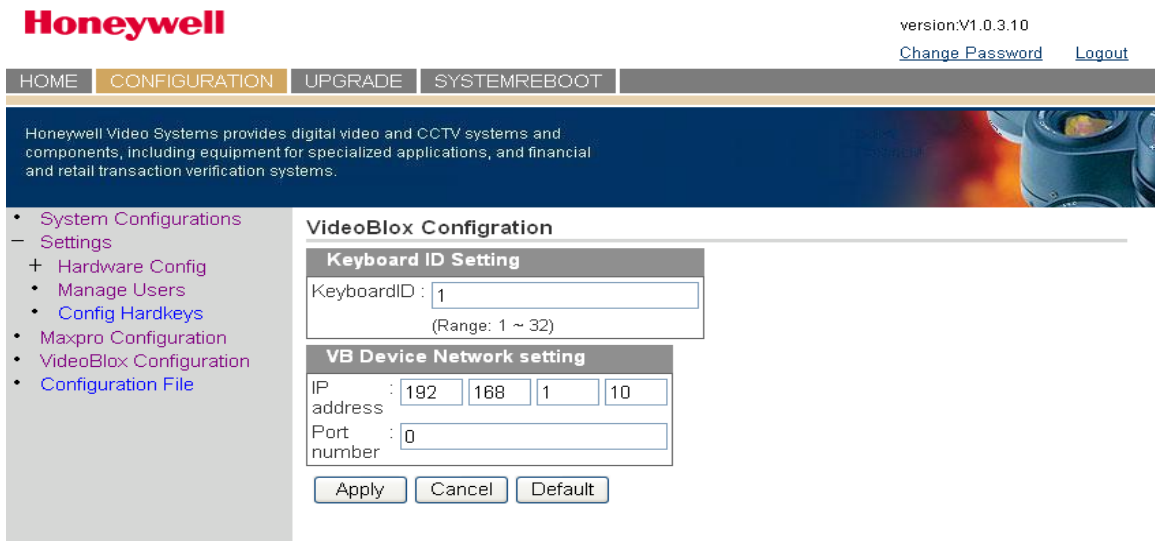 Honeywell
version:V1.0.3.10
Change Password Logout
HOME CONFIGURATION UPGRADE SYSTEMREBOOT
Honeywell Video Systems provides digital video and CCTV systems and
components, including equipment for specialized applications, and financial
and retail transaction verification systems.
• System Configurations
− Settings
+ Hardware Config
• Manage Users
• Config Hardkeys
• Maxpro Configuration
• VideoBlox Configuration
• Configuration File
VideoBlox Configration
Keyboard ID Setting
KeyboardID : 1
(Range: 1 ~ 32)
VB Device Network setting
IP address : 192 168 1 10
Port number : 0
Apply Cancel Default